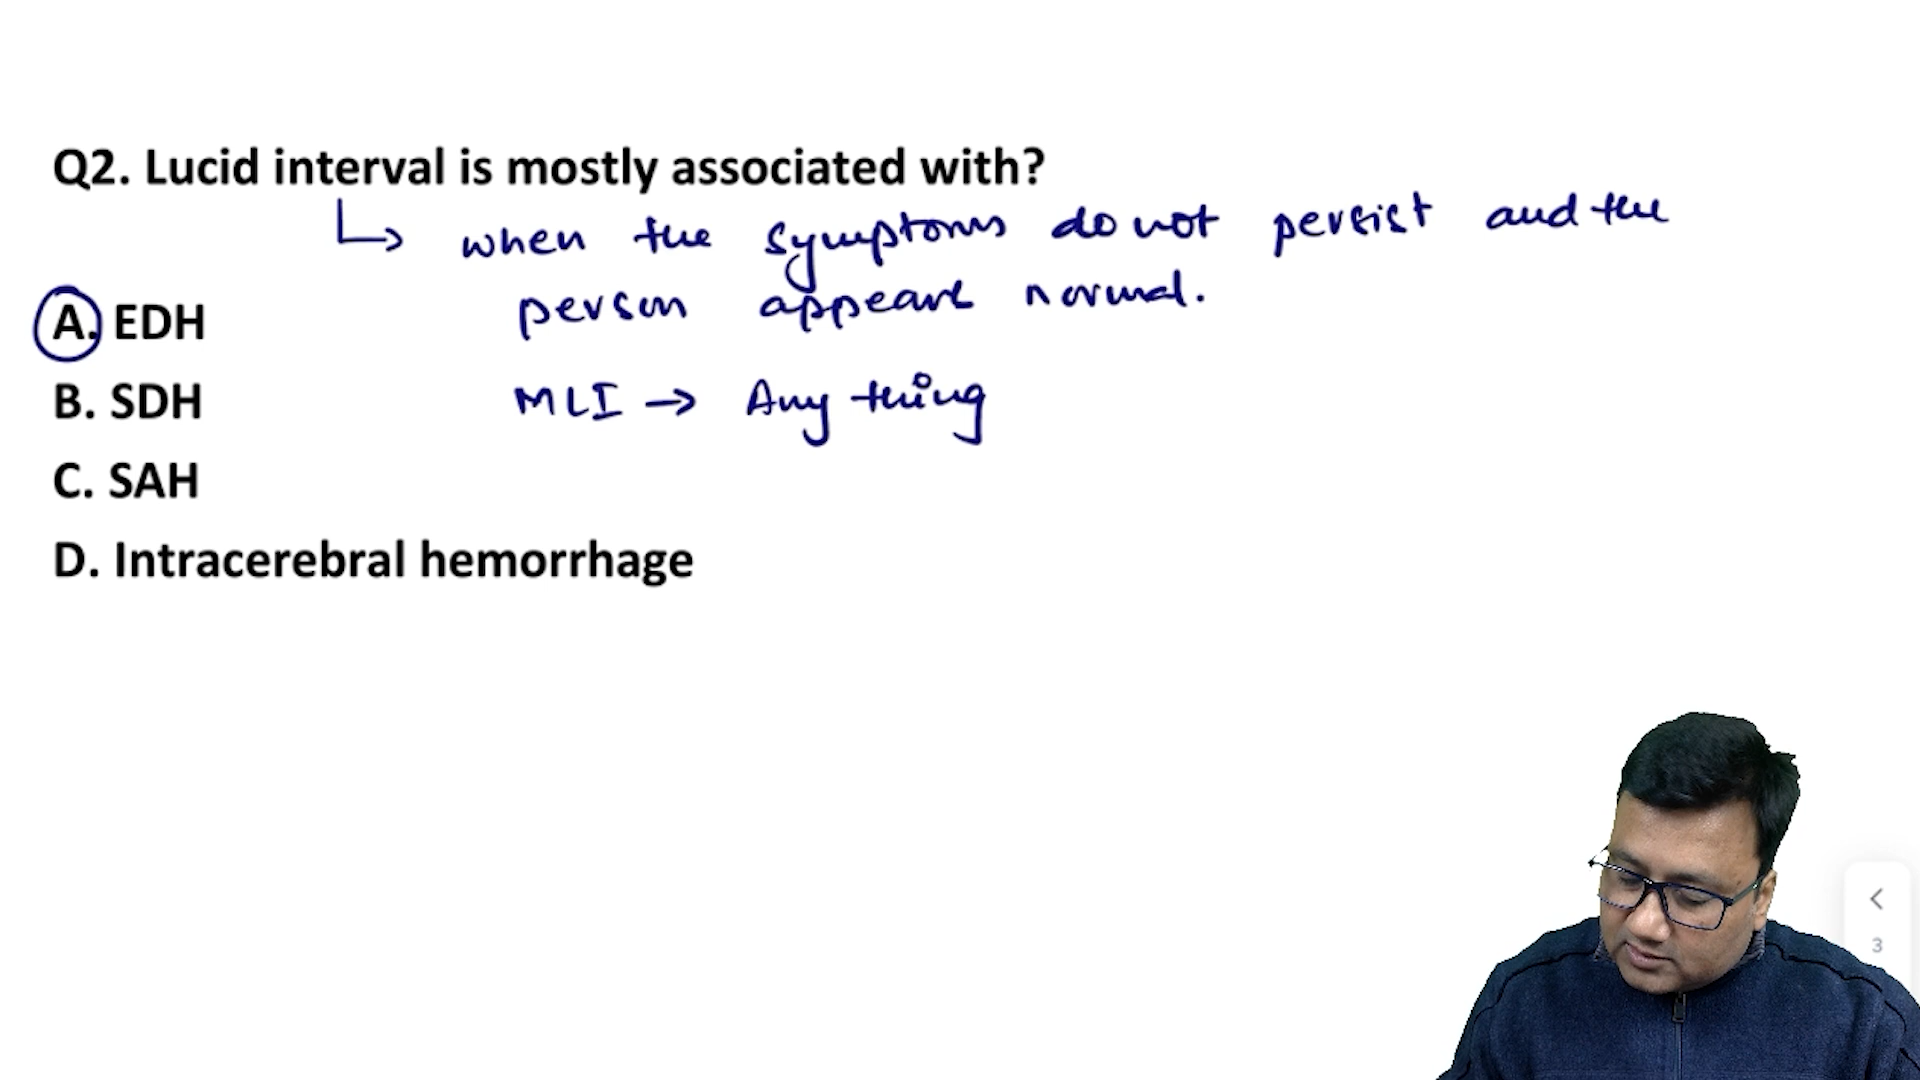 Q2. Lucid interval is mostly associated with?
when the symptoms do not persist and the
person appears normal.
A. EDH
B. SDH
MLI → Any thing
C. SAH
D. Intracerebral hemorrhage
<
3